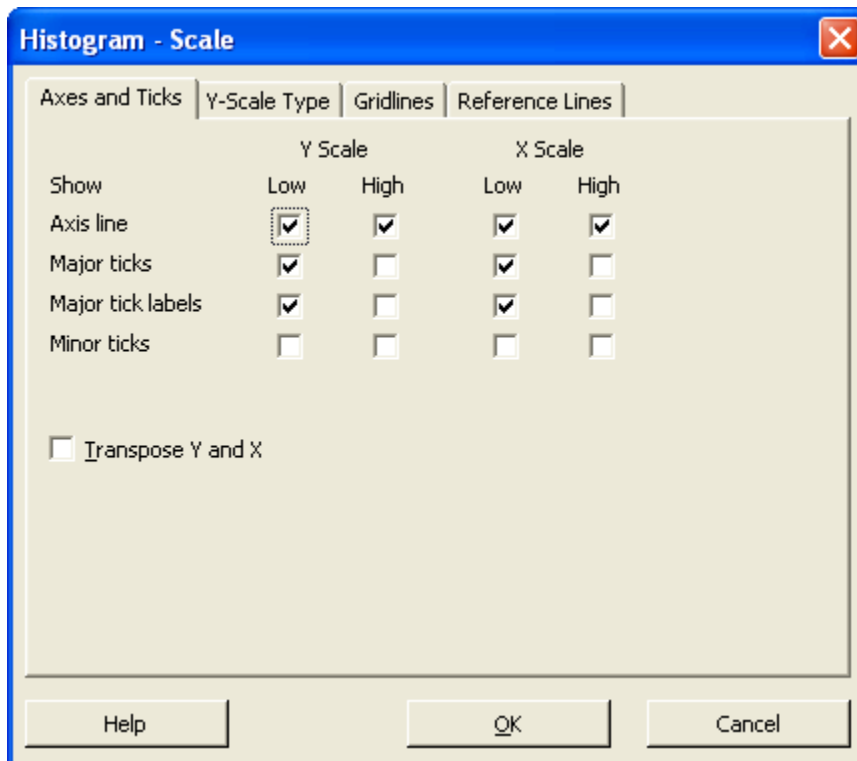 Histogram - Scale
Axes and Ticks Y-Scale Type Gridlines Reference Lines
Y Scale X Scale
Show Low High Low High
Axis line
Major ticks
Major tick labels
Minor ticks
Transpose Y and X
Help OK Cancel